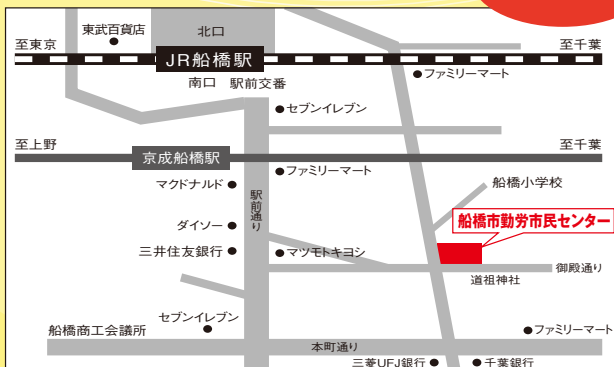 東武百貨店
北口
至東京
JR船橋駅
至千葉
南口
駅前交番
ファミリーマート
セブンイレブン
至上野
京成船橋駅
至千葉
ファミリーマート
マクドナルド
船橋小学校
駅前通り
ダイソー
船橋市勤労市民センター
三井住友銀行
マツモトキヨシ
御殿通り
道祖神社
セブンイレブン
船橋商工会議所
ファミリーマート
本町通り
三菱UFJ銀行
千葉銀行